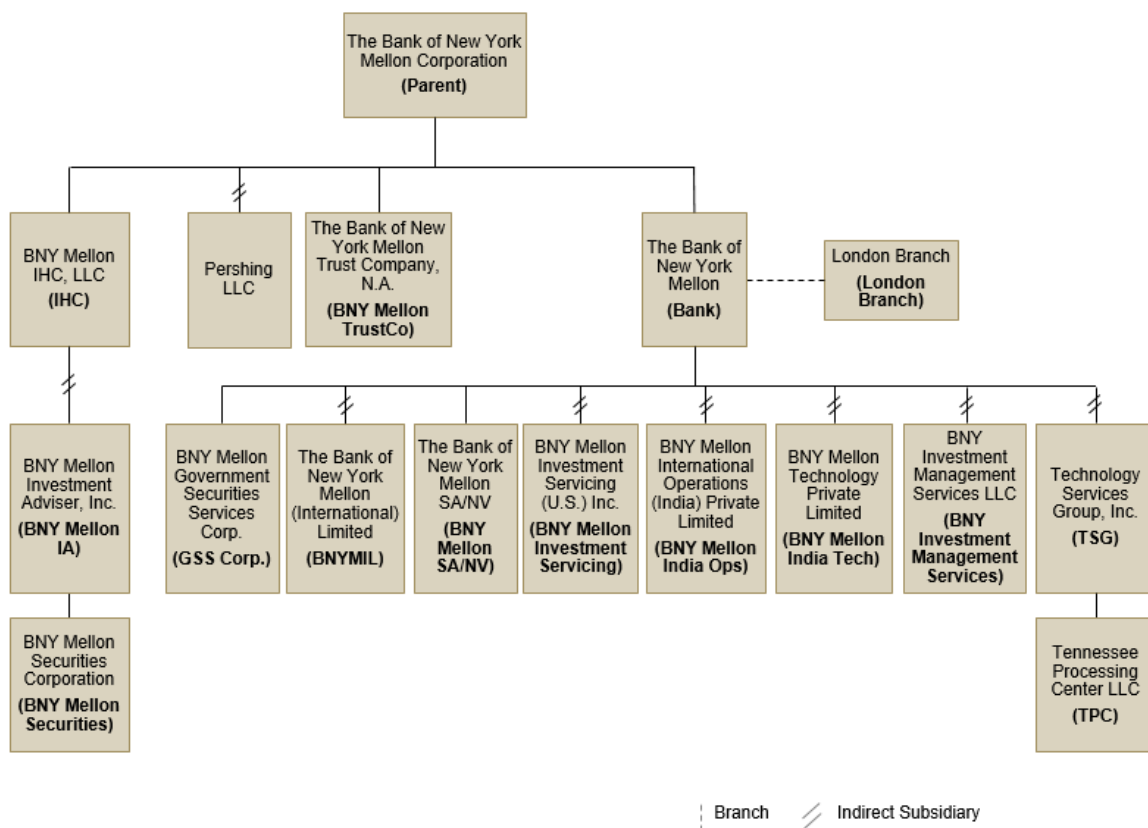 The Bank of New York
Mellon Corporation
(Parent)
BNY Mellon
IHC, LLC
(IHC)
Pershing
LLC
The Bank of New
York Mellon
Trust Company,
N.A.
(BNY Mellon
TrustCo)
The Bank of
New York
Mellon
(Bank)
London Branch
(London
Branch)
BNY Mellon
Investment
Adviser, Inc.
(BNY Mellon
IA)
BNY Mellon
Government
Securities
Services
Corp.
(GSS Corp.)
The Bank of
New York
Mellon
(International)
Limited
(BNYMIL)
The Bank of
New York
Mellon
SA/NV
(BNY
Mellon
SA/NV)
BNY Mellon
Investment
Servicing
(U.S.) Inc.
(BNY Mellon
Investment
Servicing)
BNY Mellon
International
Operations
(India) Private
Limited
(BNY Mellon
India Ops)
BNY Mellon
Technology
Private
Limited
(BNY Mellon
India Tech)
BNY
Investment
Management
Services LLC
(BNY
Investment
Management
Services)
Technology
Services
Group, Inc.
(TSG)
BNY Mellon
Securities
Corporation
(BNY Mellon
Securities)
Tennessee
Processing
Center LLC
(TPC)
Branch
Indirect Subsidiary